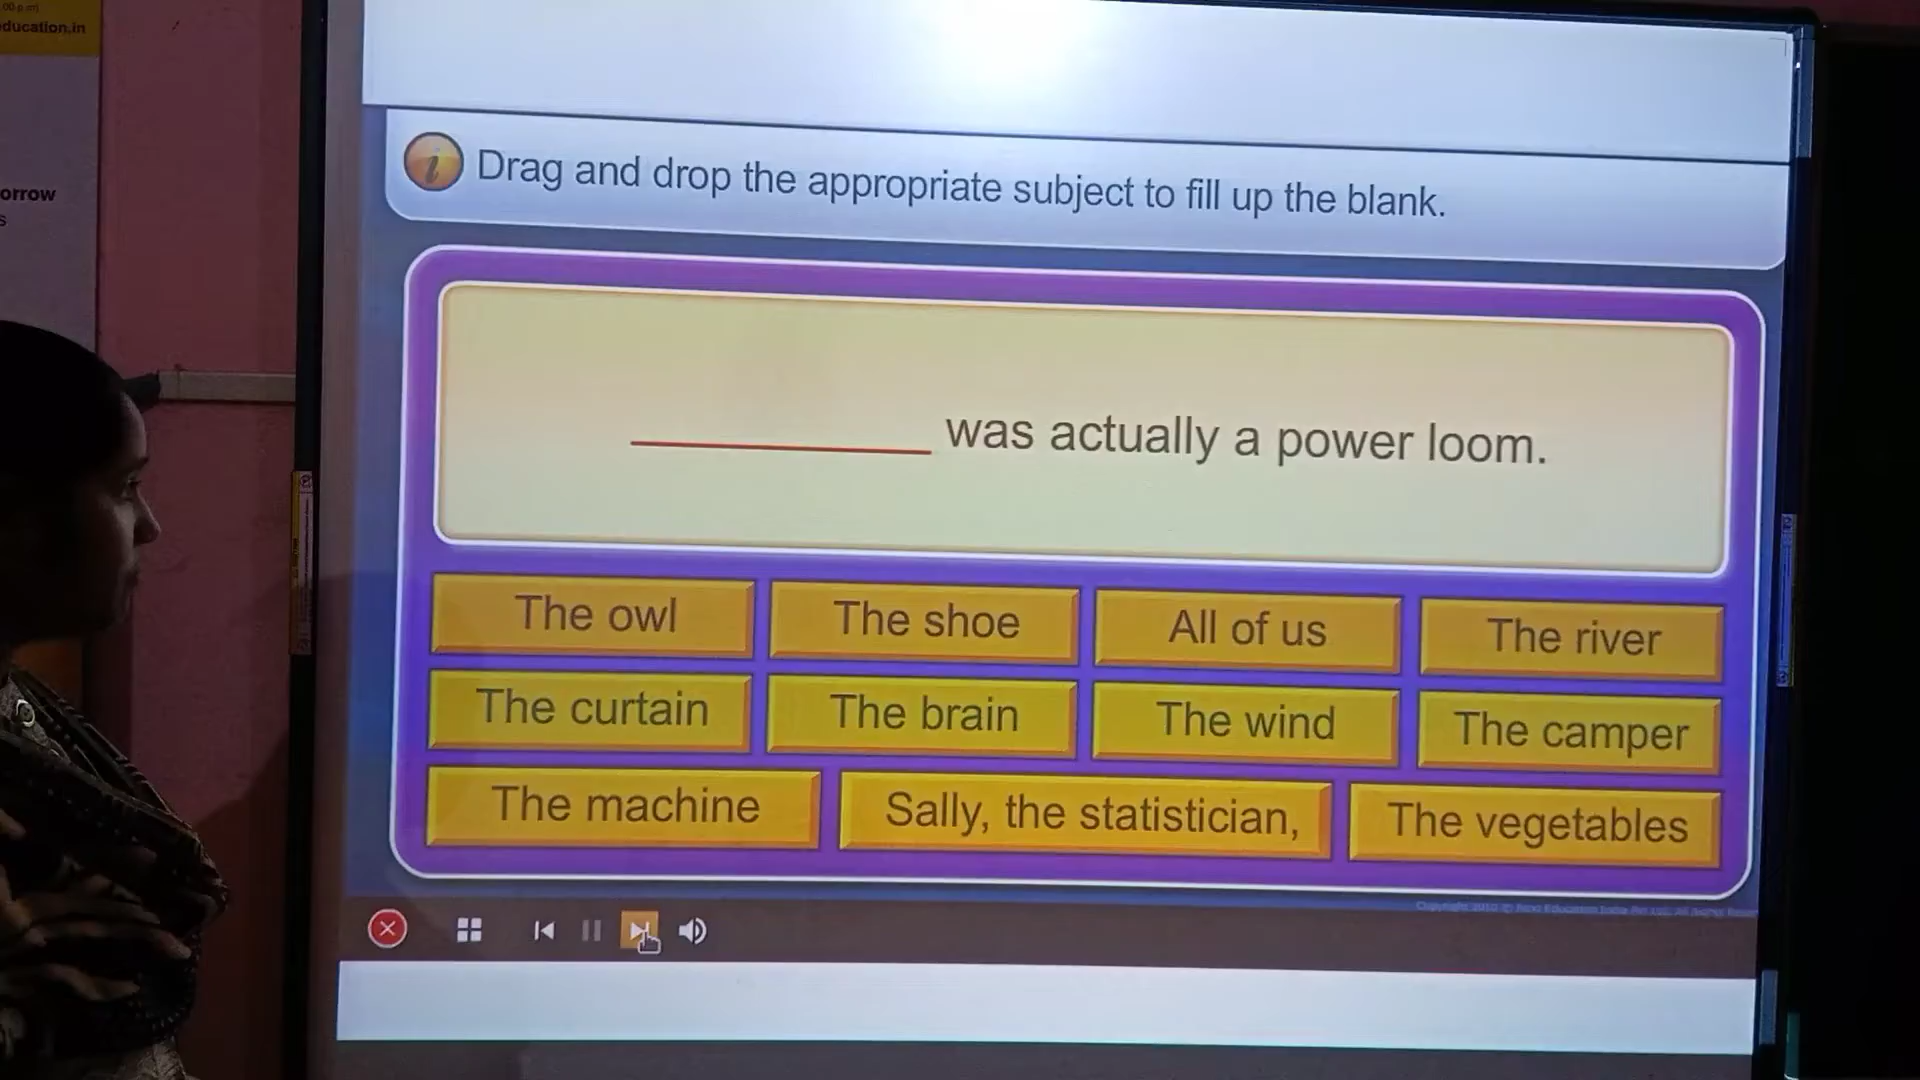 ducation.in
orrow
s
Drag and drop the appropriate subject to fill up the blank.
was actually a power loom.
The owl
The shoe
All of us
The river
The curtain
The brain
The wind
The camper
The machine
Sally, the statistician,
The vegetables